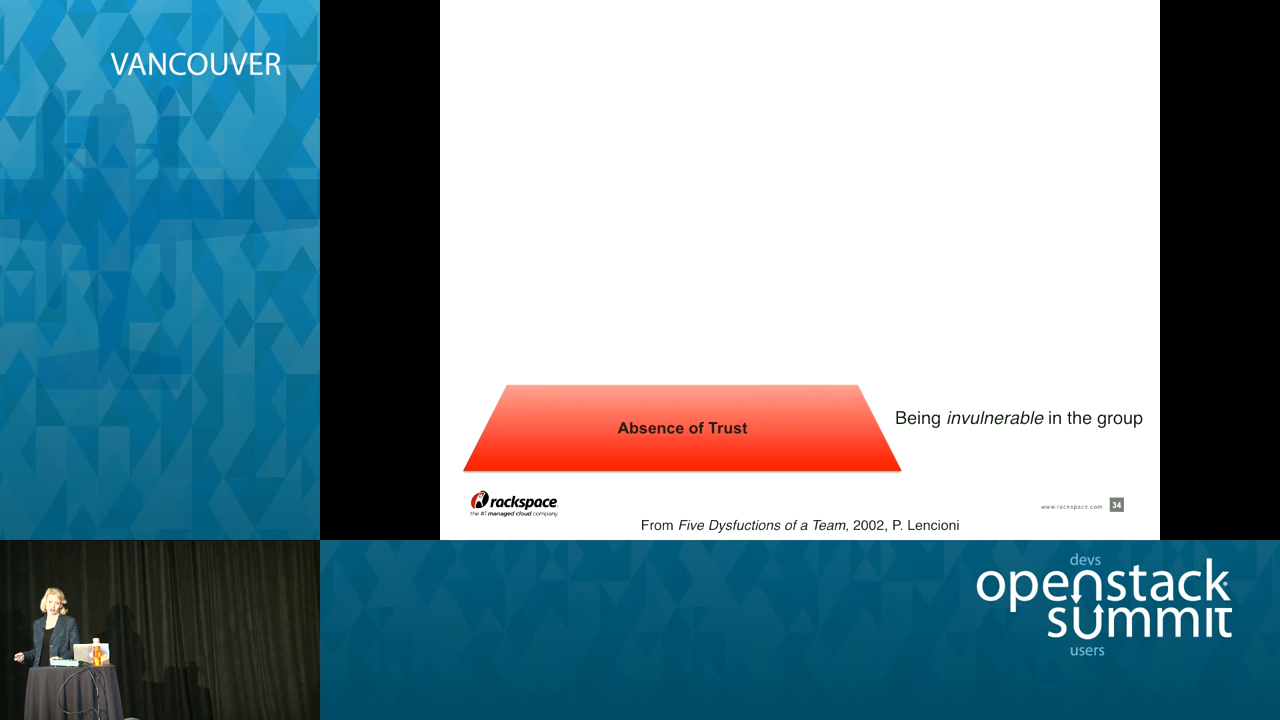 VANCOUVER
Absence of Trust
Being invulnerable in the group
rackspace
the #1 managed cloud company
www.rackspace.com 34
From Five Dysfuctions of a Team, 2002, P. Lencioni
devs
openstack
summit
users